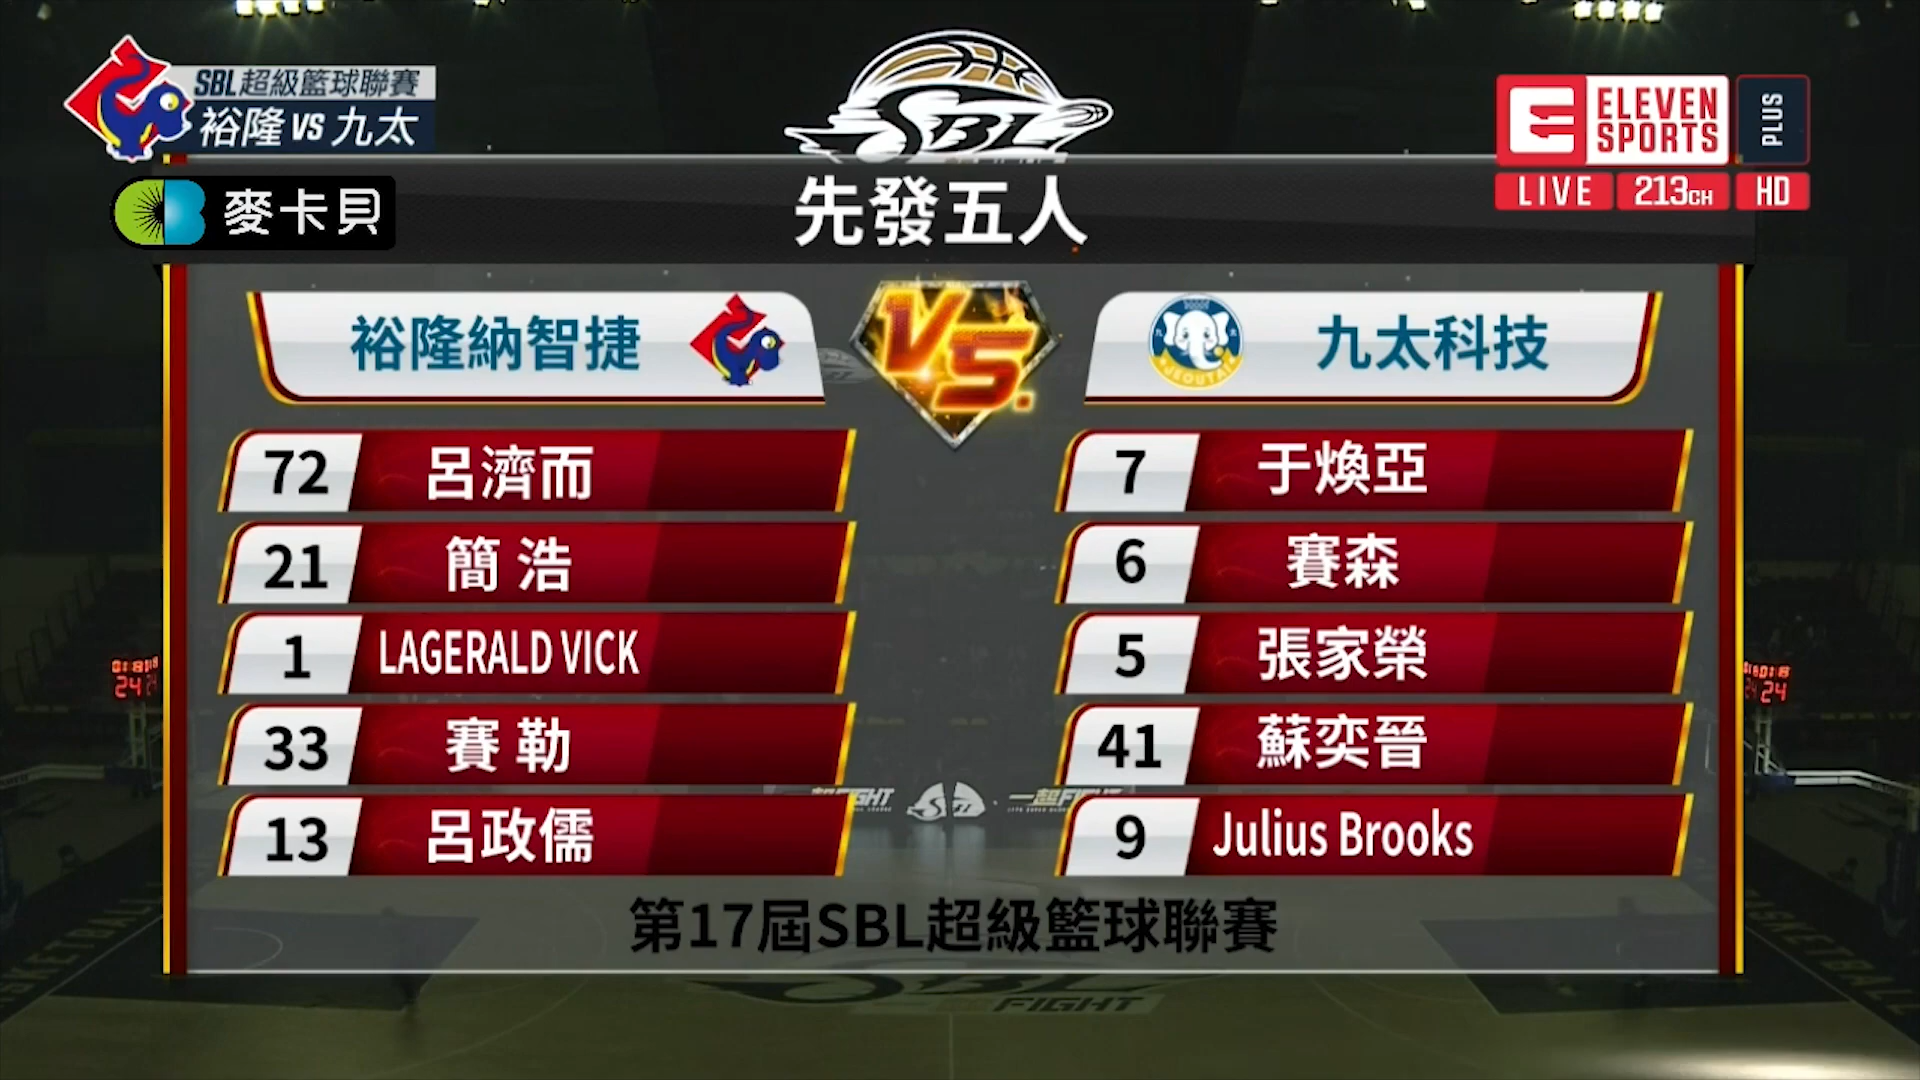 SBL超級籃球聯賽
裕隆 VS 九太
麥卡貝
SBL
ELEVEN
SPORTS
PLUS
LIVE
213CH
HD
先發五人
裕隆納智捷
VS.
九太科技
JEOUTAI
72 呂濟而
7 于煥亞
21 簡 浩
6 賽森
1 LAGERALD VICK
5 張家榮
33 賽 勒
41 蘇奕晉
13 呂政儒
9 Julius Brooks
第17屆SBL超級籃球聯賽
FIGHT